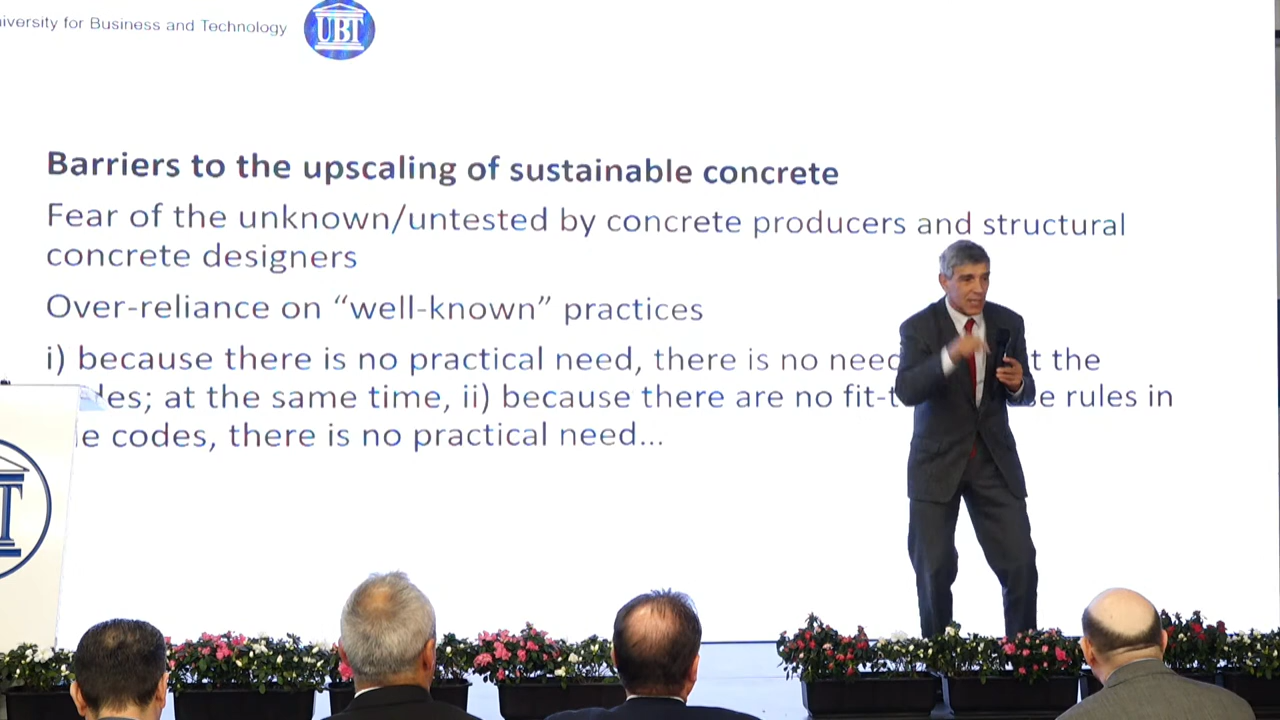 University for Business and Technology
UBT
Barriers to the upscaling of sustainable concrete
Fear of the unknown/untested by concrete producers and structural
concrete designers
Over-reliance on “well-known” practices
i) because there is no practical need, there is no need the
at the same time, ii) because there are no rules in
codes, there is no practical need...
T